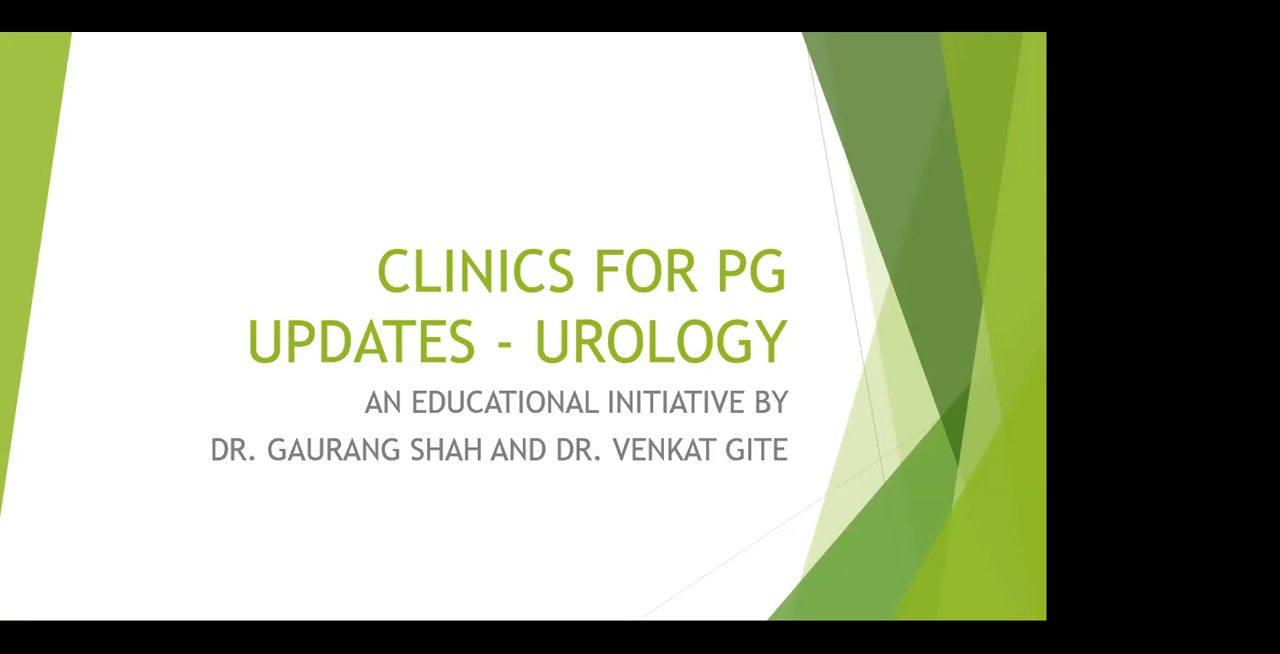 CLINICS FOR PG
UPDATES - UROLOGY
AN EDUCATIONAL INITIATIVE BY
DR. GAURANG SHAH AND DR. VENKAT GITE